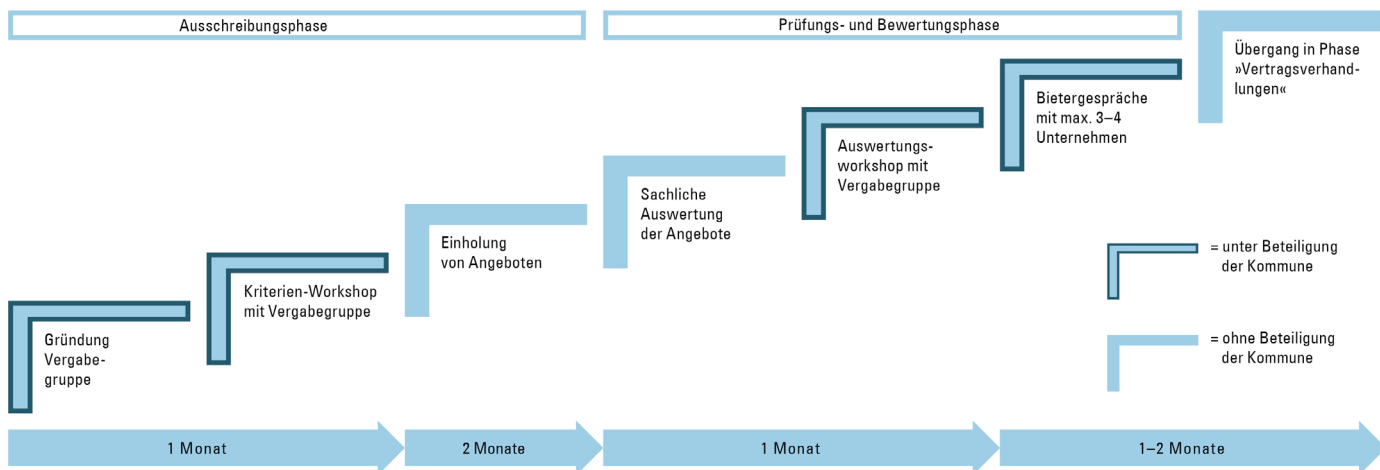 Ausschreibungsphase
Prüfungs- und Bewertungsphase
Gründung
Vergabe-
gruppe
Kriterien-Workshop
mit Vergabegruppe
Einholung
von Angeboten
Sachliche
Auswertung
der Angebote
Auswertungs-
workshop mit
Vergabegruppe
Bietergespräche
mit max. 3–4
Unternehmen
Übergang in Phase
»Vertragsverhand-
lungen«
= unter Beteiligung
der Kommune
= ohne Beteiligung
der Kommune
1 Monat
2 Monate
1 Monat
1–2 Monate